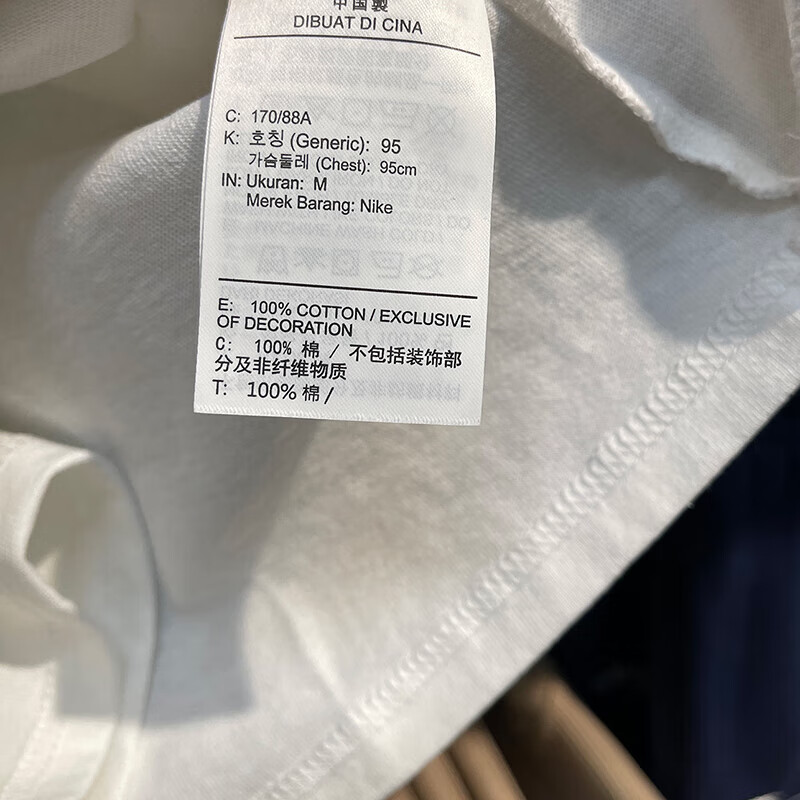 中国製
DIBUAT DI CINA
C: 170/88A
K: 호칭 (Generic): 95
가슴둘레 (Chest): 95cm
IN: Ukuran: M
Merek Barang: Nike
E: 100% COTTON / EXCLUSIVE
OF DECORATION
C: 100% 棉 / 不包括装饰部
分及非纤维物质
T: 100% 棉 /